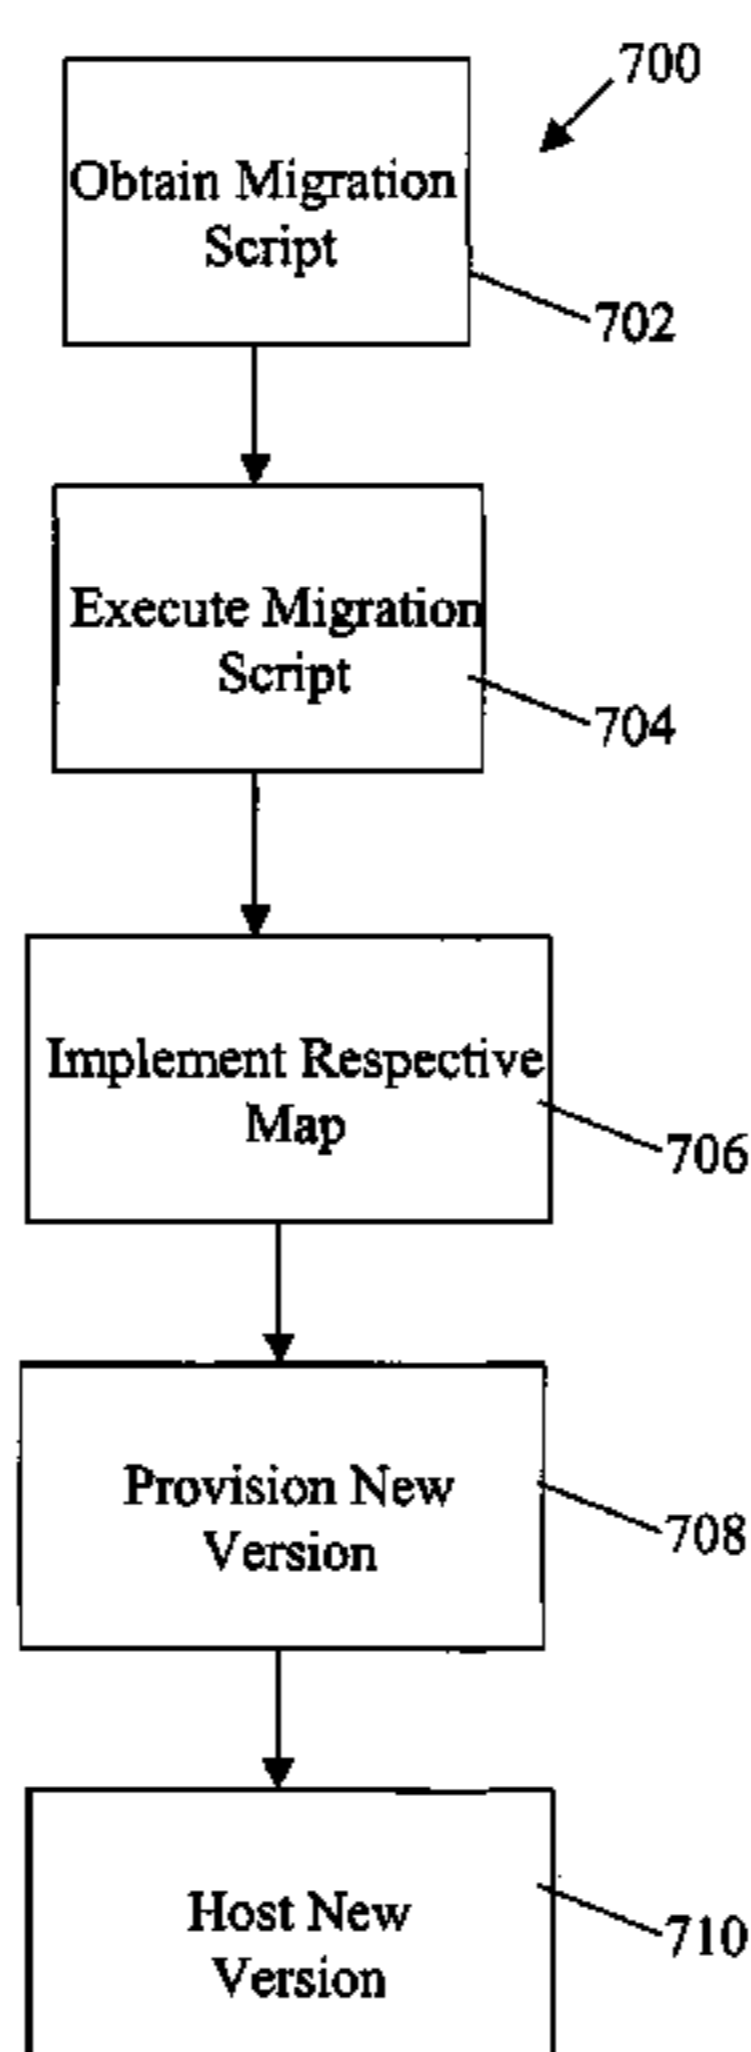 700
Obtain Migration
Script
702
Execute Migration
Script
704
Implement Respective
Map
706
Provision New
Version
708
Host New
Version
710